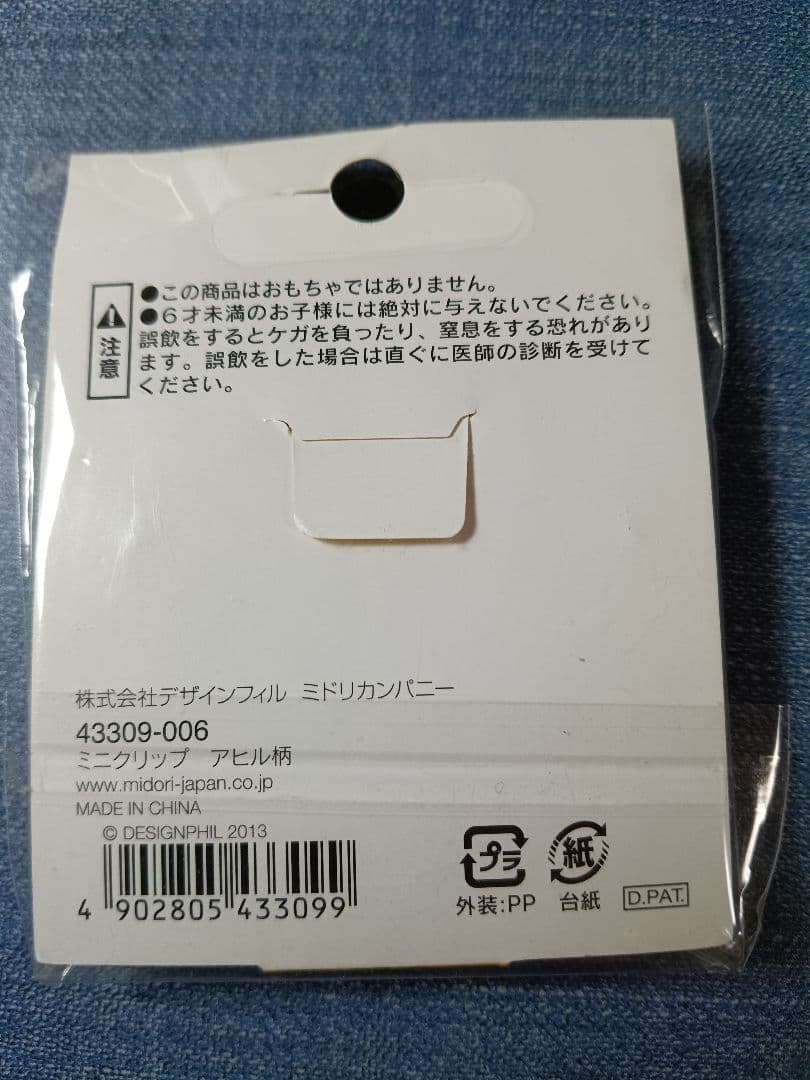 注意
●この商品はおもちゃではありません。
●６才未満のお子様には絶対に与えないでください。
誤飲をするとケガを負ったり、窒息をする恐れがあり
ます。誤飲をした場合は直ぐに医師の診断を受けて
ください。
株式会社デザインフィル ミドリカンパニー
43309-006
ミニクリップ アヒル柄
www.midori-japan.co.jp
MADE IN CHINA
© DESIGNPHIL 2013
4 902805 433099
プラ
外装:PP
紙
台紙
D.PAT.